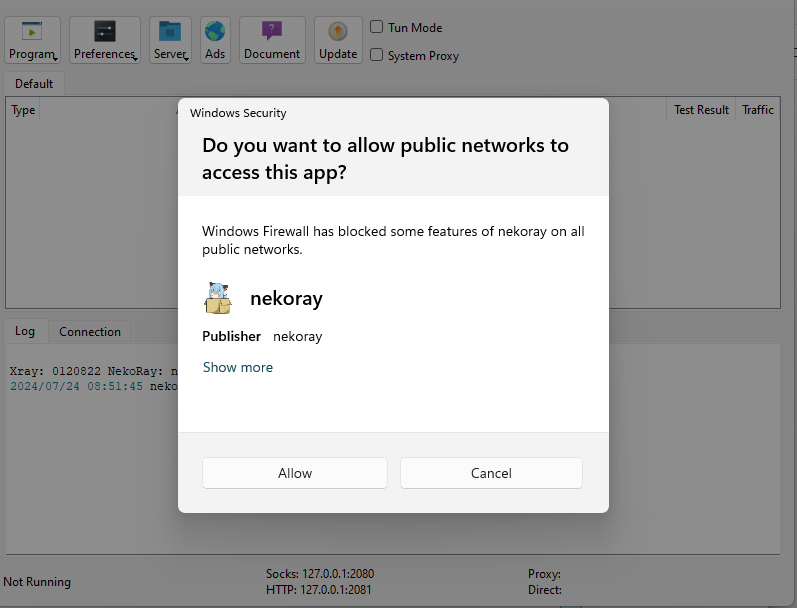 Program
Preferences
Server
Ads
Document
Update
Tun Mode
System Proxy
Default
Type
Test Result
Traffic
Windows Security
Do you want to allow public networks to
access this app?
Windows Firewall has blocked some features of nekoray on all
public networks.
nekoray
Publisher nekoray
Show more
Allow
Cancel
Log
Connection
Xray: 0120822 NekoRay: n
2024/07/24 08:51:45 neko
Not Running
Socks: 127.0.0.1:2080
HTTP: 127.0.0.1:2081
Proxy:
Direct: